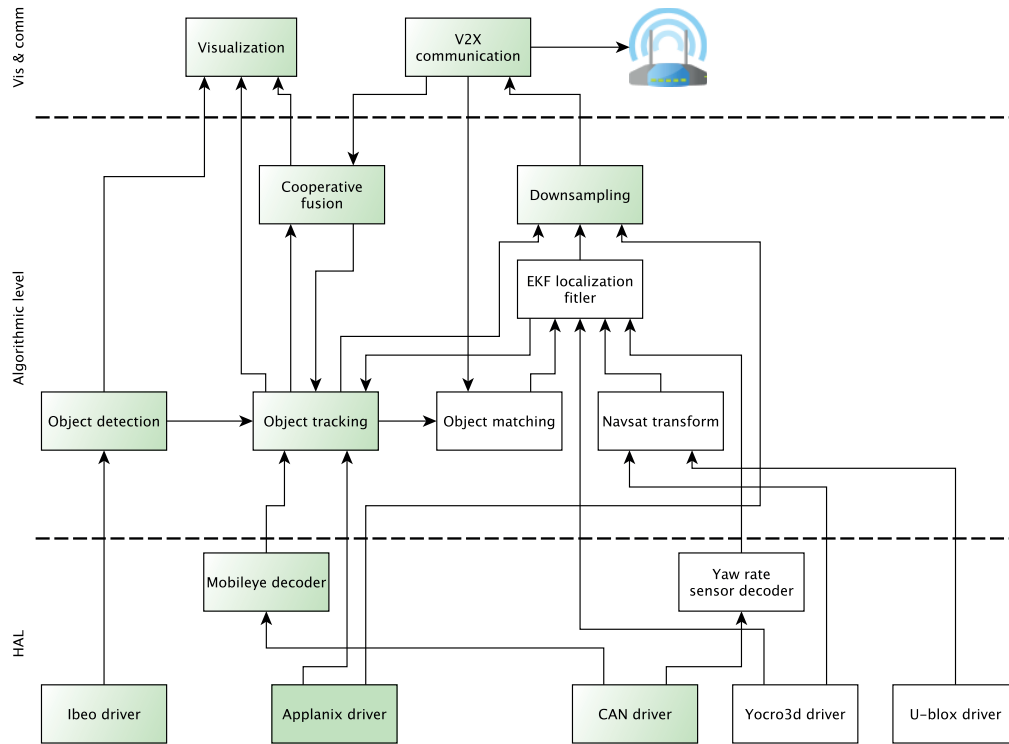 Vis & comm
Visualization
V2X
communication
Algorithmic level
Cooperative
fusion
Downsampling
EKF localization
fitler
Object detection
Object tracking
Object matching
Navsat transform
HAL
Mobileye decoder
Yaw rate
sensor decoder
Ibeo driver
Applanix driver
CAN driver
Yocro3d driver
U-blox driver